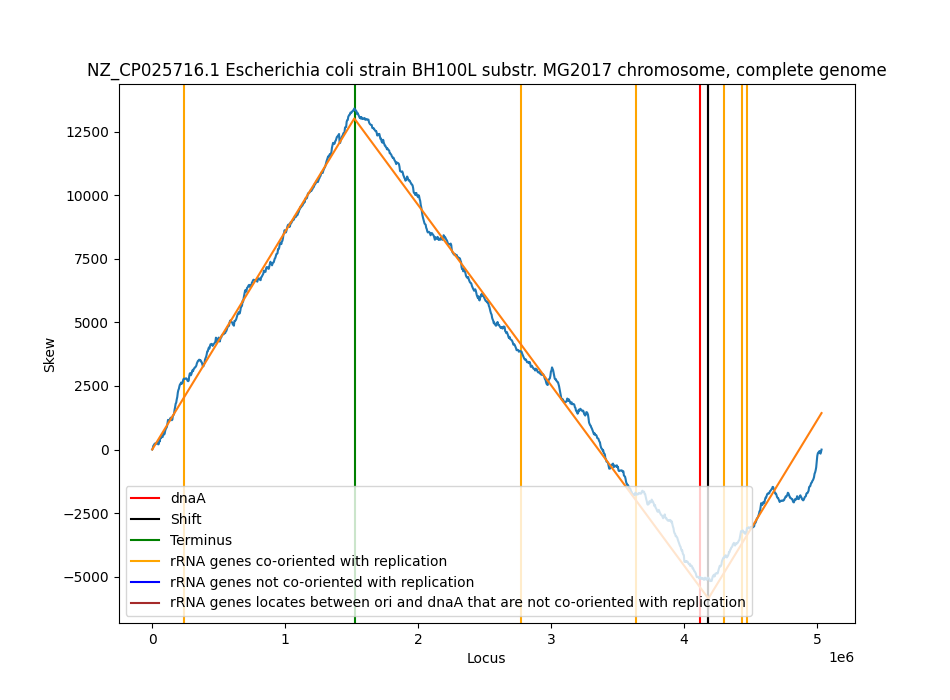 NZ_CP025716.1 Escherichia coli strain BH100L substr. MG2017 chromosome, complete genome
12500
10000
7500
5000
2500
0
−2500
−5000
Skew
dnaA
Shift
Terminus
rRNA genes co-oriented with replication
rRNA genes not co-oriented with replication
rRNA genes locates between ori and dnaA that are not co-oriented with replication
0 1 2 3 4 5
1e6
Locus